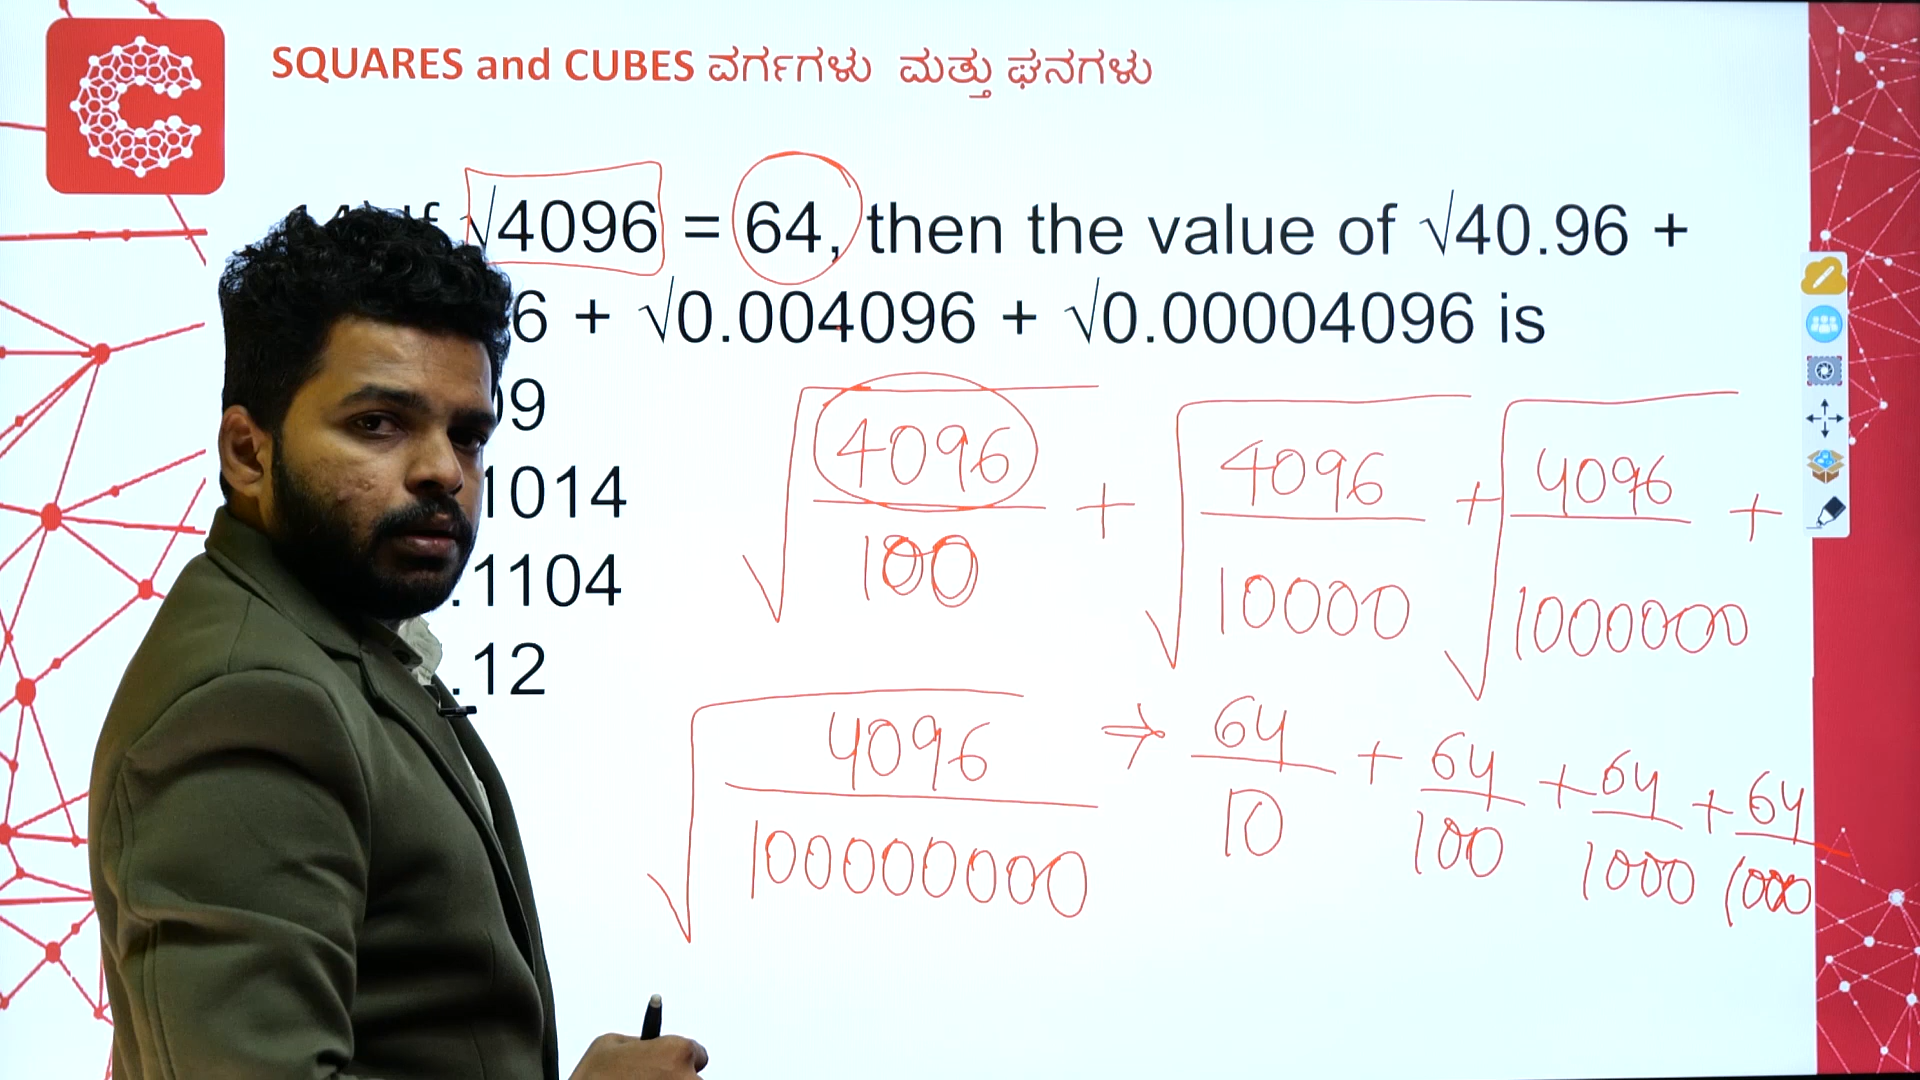 SQUARES and CUBES ವರ್ಗಗಳು ಮತ್ತು ಘನಗಳು
√4096 = 64, then the value of √40.96 +
6 + √0.004096 + √0.00004096 is
9
1014
.1104
.12
√4096/100 + √4096/10000 + √4096/1000000 +
√4096/100000000 ⇒ 64/10 + 64/100 + 64/1000 + 64/